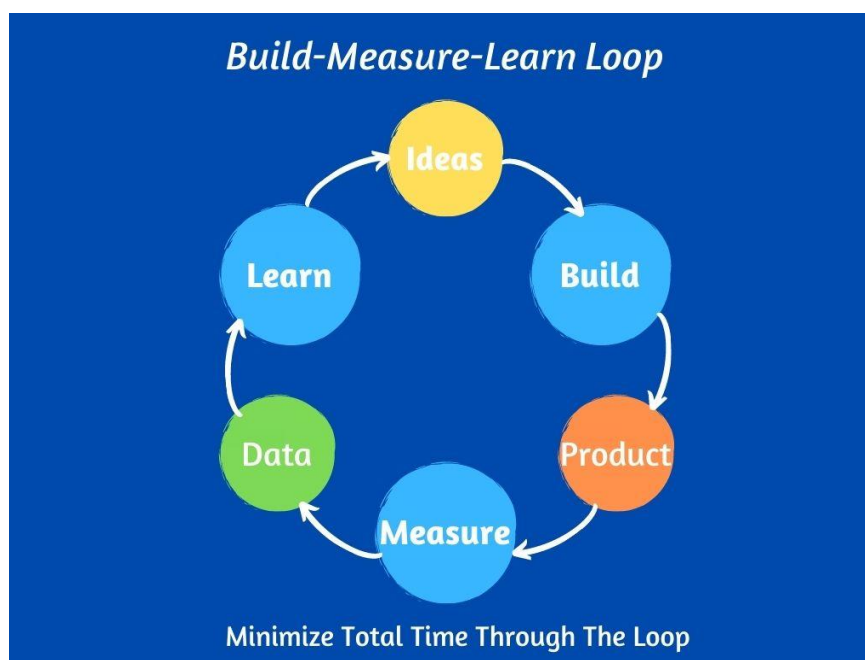 Build-Measure-Learn Loop
Ideas
Build
Product
Measure
Data
Learn
Minimize Total Time Through The Loop